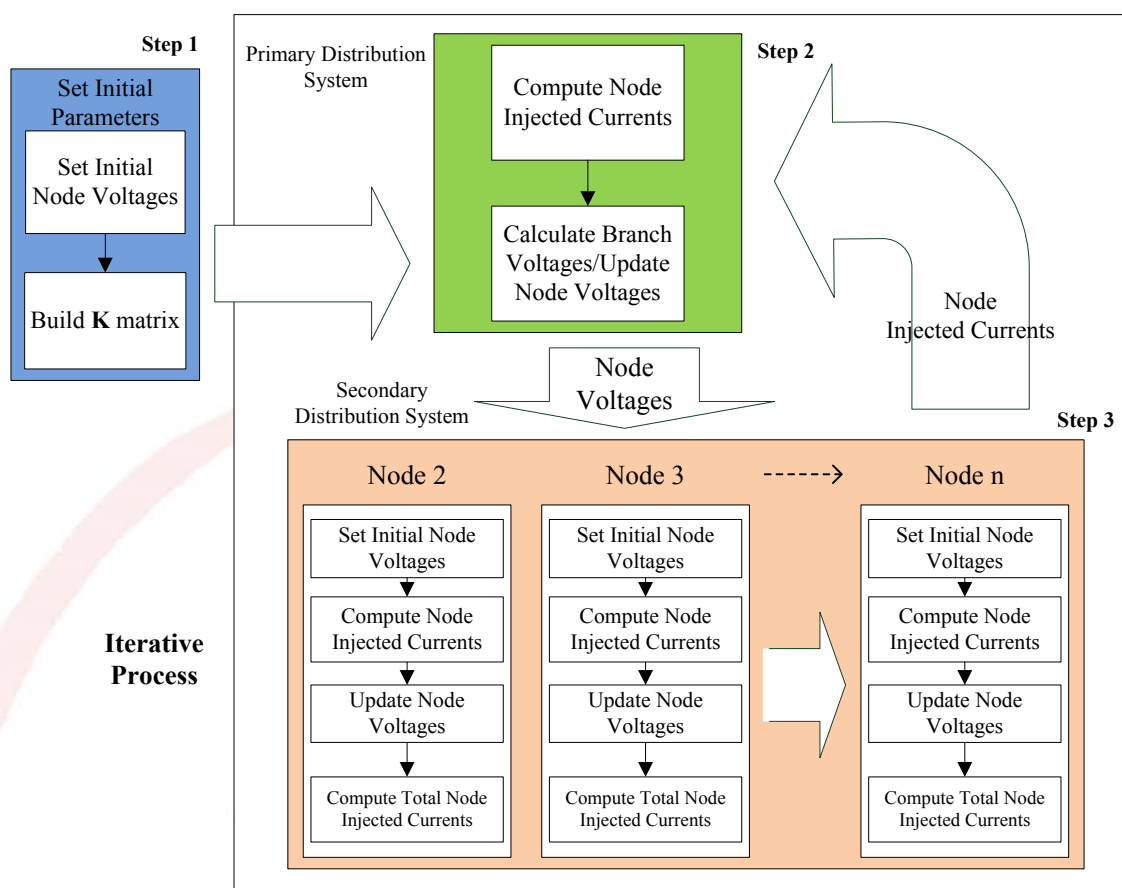 Step 1
Set Initial
Parameters
Set Initial
Node Voltages
Build K matrix
Primary Distribution
System
Step 2
Compute Node
Injected Currents
Calculate Branch
Voltages/Update
Node Voltages
Node
Injected Currents
Node
Voltages
Secondary
Distribution System
Step 3
Iterative
Process
Node 2
Set Initial Node
Voltages
Compute Node
Injected Currents
Update Node
Voltages
Compute Total Node
Injected Currents
Node 3
Set Initial Node
Voltages
Compute Node
Injected Currents
Update Node
Voltages
Compute Total Node
Injected Currents
Node n
Set Initial Node
Voltages
Compute Node
Injected Currents
Update Node
Voltages
Compute Total Node
Injected Currents